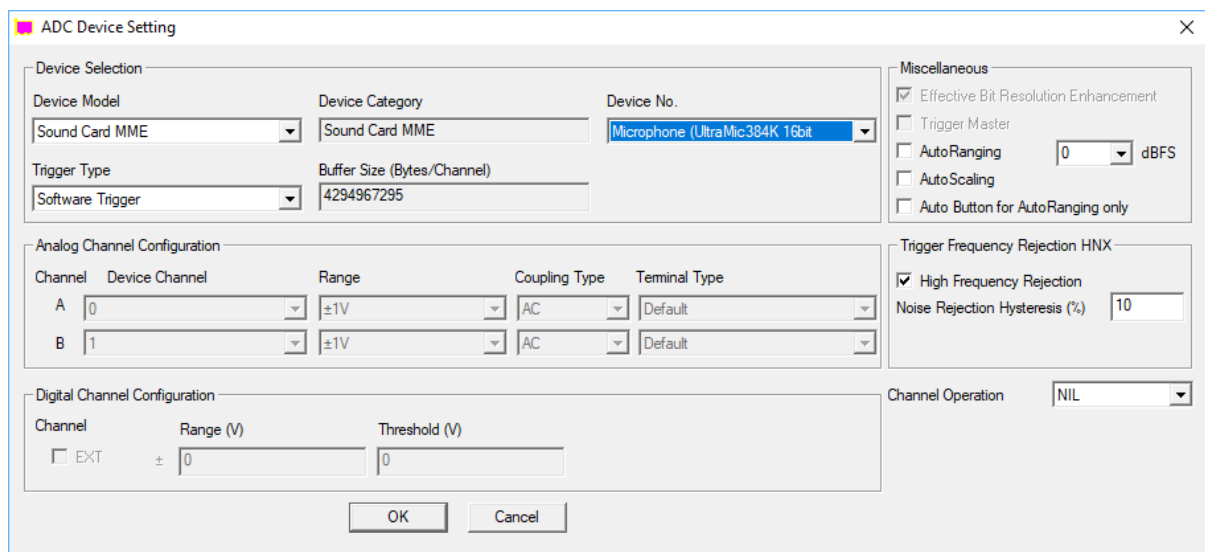 ADC Device Setting
Device Selection
Device Model
Device Category
Device No.
Sound Card MME
Sound Card MME
Microphone (UltraMic384K 16bit
Trigger Type
Buffer Size (Bytes/Channel)
Software Trigger
4294967295
Miscellaneous
Effective Bit Resolution Enhancement
Trigger Master
AutoRanging 0 dBFS
AutoScaling
Auto Button for AutoRanging only
Analog Channel Configuration
Channel Device Channel Range Coupling Type Terminal Type
A 0 ±1V AC Default
B 1 ±1V AC Default
Trigger Frequency Rejection HNX
High Frequency Rejection
Noise Rejection Hysteresis (%) 10
Digital Channel Configuration
Channel Range (V) Threshold (V)
EXT ± 0 0
Channel Operation NIL
OK Cancel